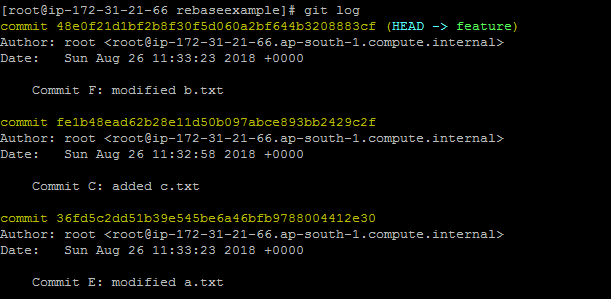 [root@ip-172-31-21-66 rebaseexample]# git log
commit 48e0f21d1bf2b8f30f5d060a2bf644b3208883cf (HEAD -> feature)
Author: root <root@ip-172-31-21-66.ap-south-1.compute.internal>
Date:   Sun Aug 26 11:33:23 2018 +0000
    Commit F: modified b.txt
commit fe1b48ead62b28e11d50b097abce893bb2429c2f
Author: root <root@ip-172-31-21-66.ap-south-1.compute.internal>
Date:   Sun Aug 26 11:32:58 2018 +0000
    Commit C: added c.txt
commit 36fd5c2dd51b39e545be6a46bfb9788004412e30
Author: root <root@ip-172-31-21-66.ap-south-1.compute.internal>
Date:   Sun Aug 26 11:33:23 2018 +0000
    Commit E: modified a.txt